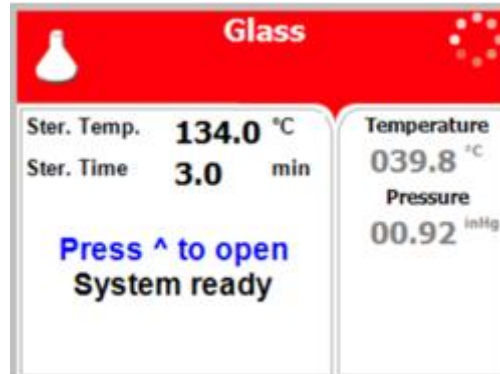 Glass
Ster. Temp. 134.0 °C
Ster. Time 3.0 min
Press ^ to open
System ready
Temperature
039.8 °C
Pressure
00.92 inHg